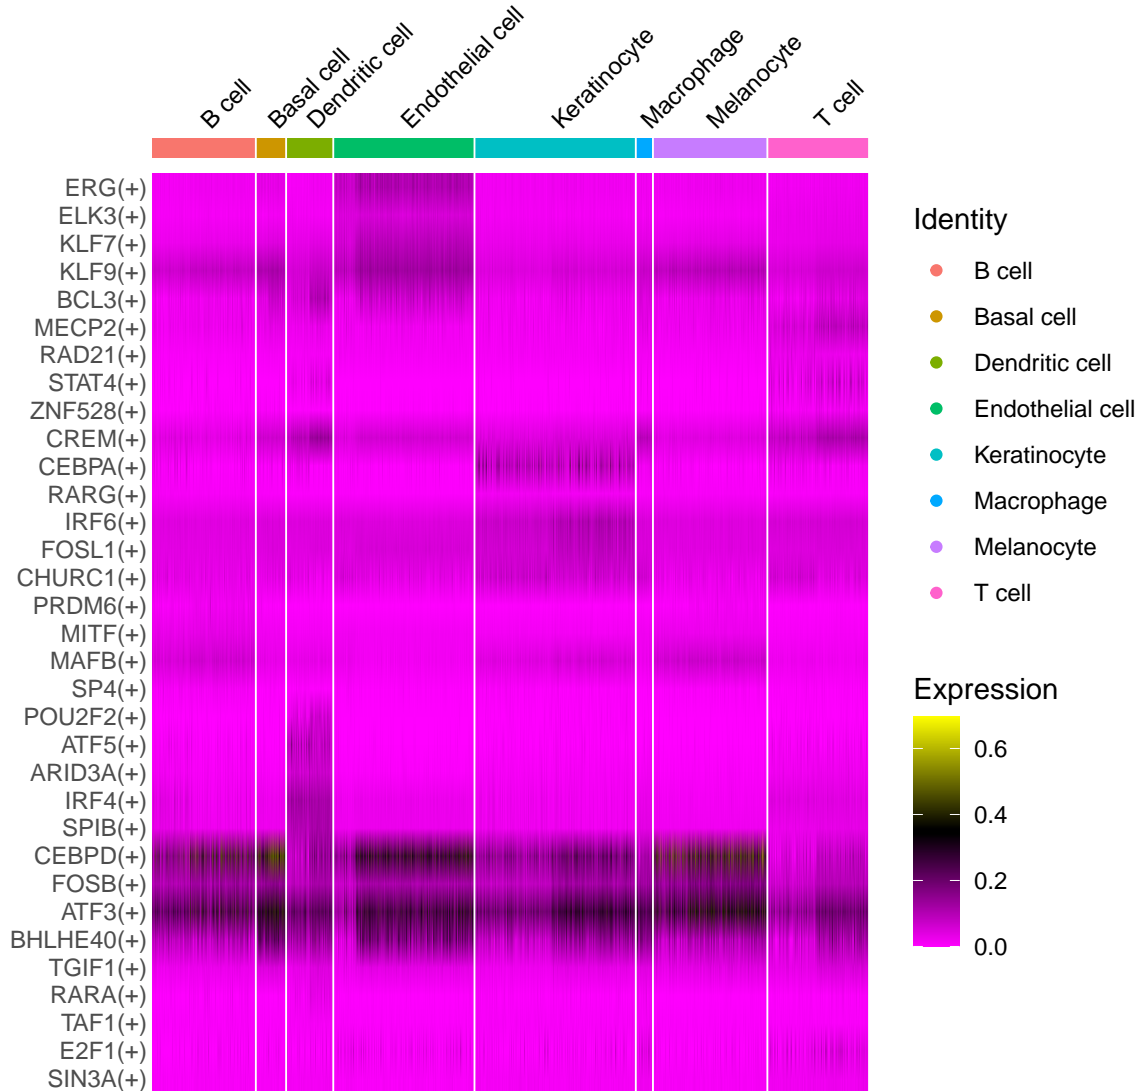 B cell
Basal cell
Dendritic cell
Endothelial cell
Keratinocyte
Macrophage
Melanocyte
T cell
ERG(+)
ELK3(+)
KLF7(+)
KLF9(+)
BCL3(+)
MECP2(+)
RAD21(+)
STAT4(+)
ZNF528(+)
CREM(+)
CEBPA(+)
RARG(+)
IRF6(+)
FOSL1(+)
CHURC1(+)
PRDM6(+)
MITF(+)
MAFB(+)
SP4(+)
POU2F2(+)
ATF5(+)
ARID3A(+)
IRF4(+)
SPIB(+)
CEBPD(+)
FOSB(+)
ATF3(+)
BHLHE40(+)
TGIF1(+)
RARA(+)
TAF1(+)
E2F1(+)
SIN3A(+)
Identity
B cell
Basal cell
Dendritic cell
Endothelial cell
Keratinocyte
Macrophage
Melanocyte
T cell
Expression
0.6
0.4
0.2
0.0